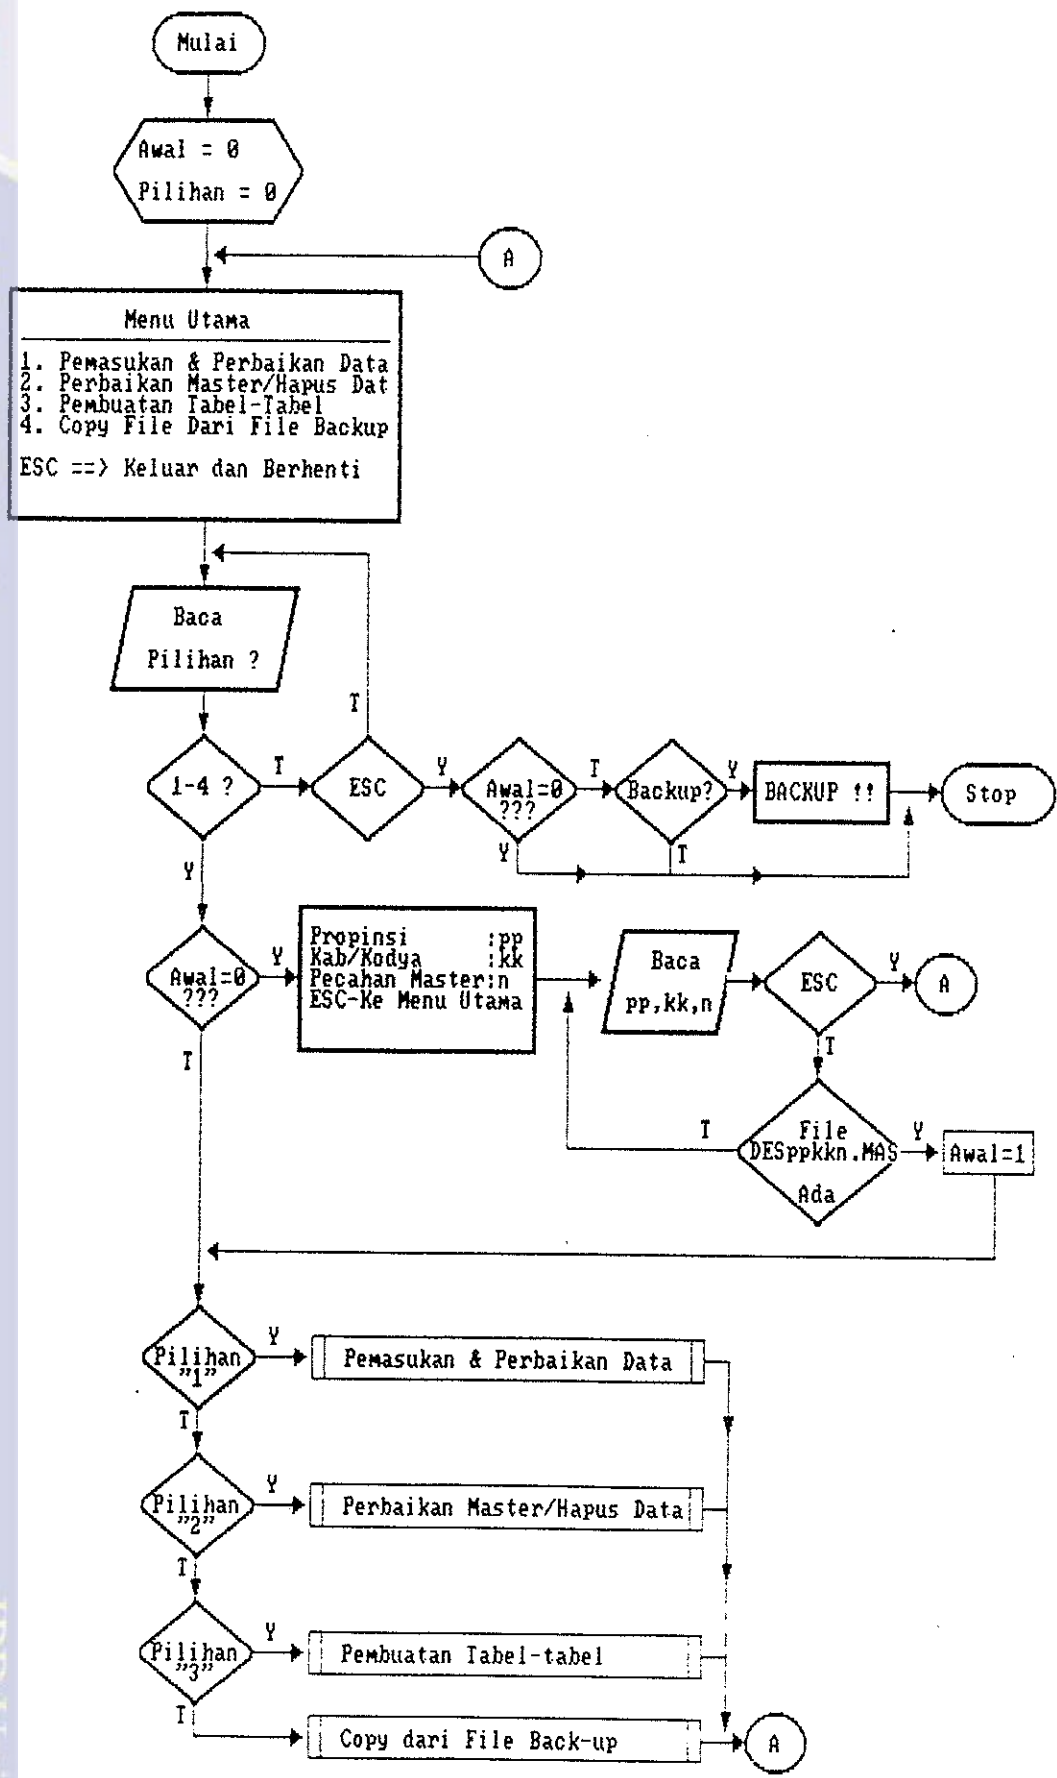 Mulai
Awal = 0
Pilihan = 0
A
Menu Utama
1. Pemasukan & Perbaikan Data
2. Perbaikan Master/Hapus Dat
3. Pembuatan Tabel-Tabel
4. Copy File Dari File Backup
ESC ==> Keluar dan Berhenti
Baca
Pilihan ?
T
1-4 ?
T
ESC
Y
Awal=0
???
T
Backup?
Y
BACKUP !!
Stop
Y
T
Y
Awal=0
???
Y
Propinsi :pp
Kab/Kodya :kk
Pecahan Master:n
ESC-Ke Menu Utama
Baca
pp,kk,n
ESC
Y
A
T
T
File
DESppkkn.MAS
Ada
Y
Awal=1
T
Pilihan
"1"
Y
Pemasukan & Perbaikan Data
T
Pilihan
"2"
Y
Perbaikan Master/Hapus Data
T
Pilihan
"3"
Y
Pembuatan Tabel-tabel
T
Copy dari File Back-up
A